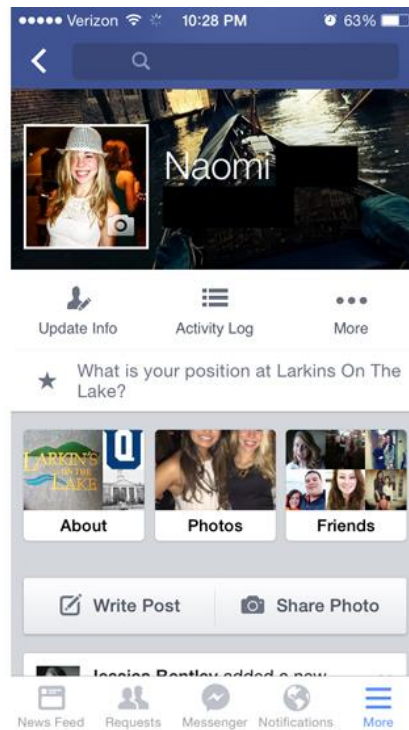 Verizon 10:28 PM 63%
Naomi
Update Info Activity Log More
What is your position at Larkins On The
Lake?
LARKIN'S
ON THE
LAKE
Q
About Photos Friends
Write Post Share Photo
Jessica Bentley added a new
News Feed Requests Messenger Notifications More